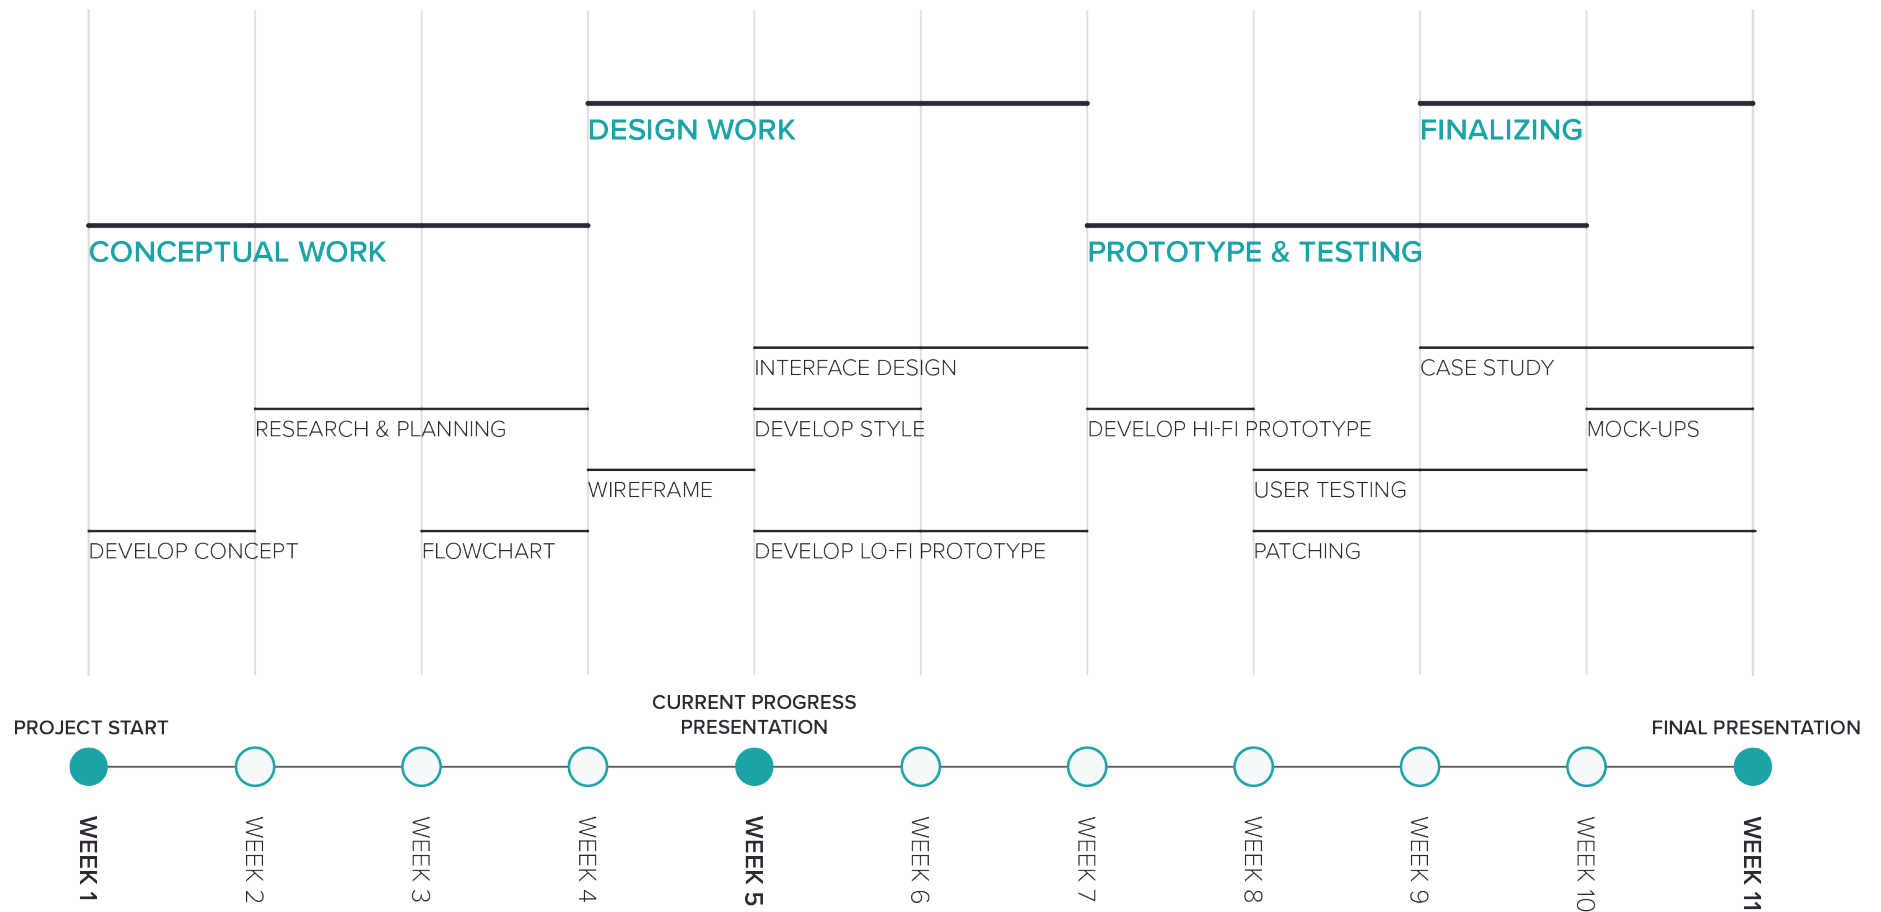 DESIGN WORK
FINALIZING
CONCEPTUAL WORK
PROTOTYPE & TESTING
INTERFACE DESIGN
CASE STUDY
RESEARCH & PLANNING
DEVELOP STYLE
DEVELOP HI-FI PROTOTYPE
MOCK-UPS
WIREFRAME
USER TESTING
DEVELOP CONCEPT
FLOWCHART
DEVELOP LO-FI PROTOTYPE
PATCHING
PROJECT START
CURRENT PROGRESS
PRESENTATION
FINAL PRESENTATION
WEEK 1
WEEK 2
WEEK 3
WEEK 4
WEEK 5
WEEK 6
WEEK 7
WEEK 8
WEEK 9
WEEK 10
WEEK 11